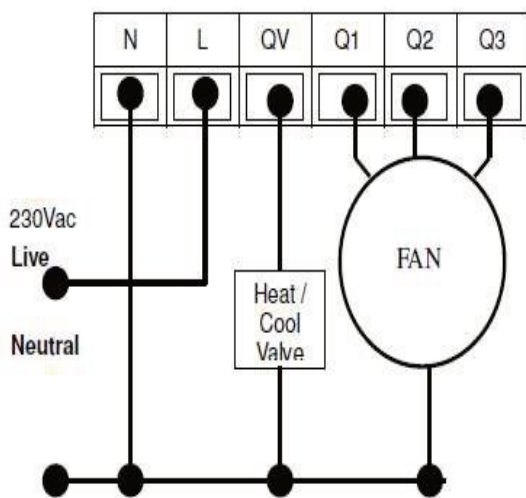 N L QV Q1 Q2 Q3
230Vac
Live
FAN
Heat /
Cool
Valve
Neutral